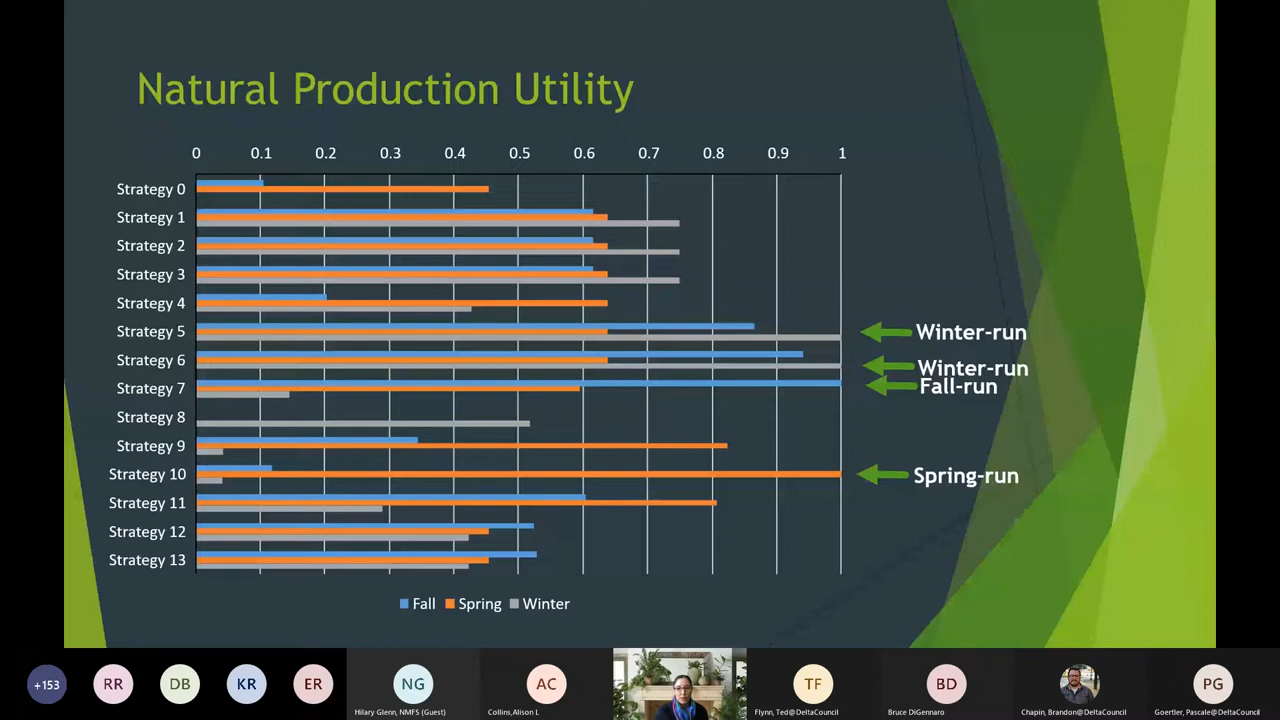 Natural Production Utility
0 0.1 0.2 0.3 0.4 0.5 0.6 0.7 0.8 0.9 1
Strategy 0
Strategy 1
Strategy 2
Strategy 3
Strategy 4
Strategy 5
Winter-run
Strategy 6
Winter-run
Strategy 7
Fall-run
Strategy 8
Strategy 9
Strategy 10
Spring-run
Strategy 11
Strategy 12
Strategy 13
Fall Spring Winter
+153 RR DB KR ER NG AC TF BD PG
Hilary Glenn, NMFS (Guest) Collins,Alison L Flynn, Ted@DeltaCouncil Bruce DiGennaro Chapin, Brandon@DeltaCouncil Goertler, Pascale@DeltaCouncil